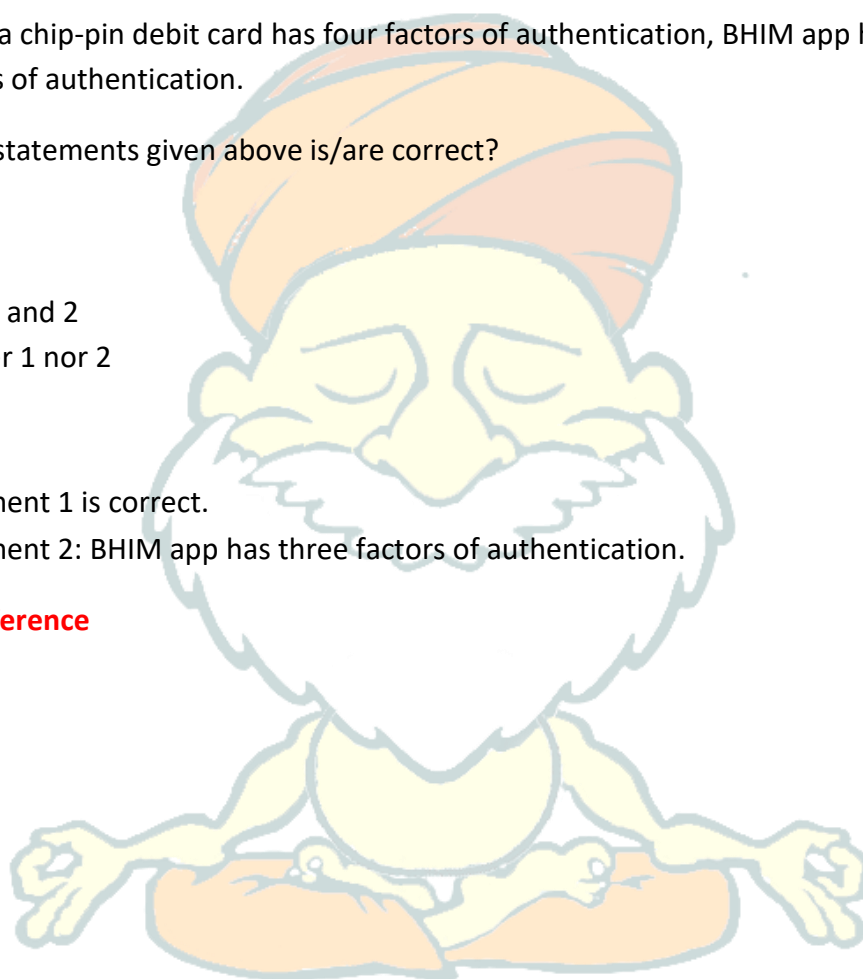 a chip-pin debit card has four factors of authentication, BHIM app
s of authentication.
statements given above is/are correct?
and 2
r 1 nor 2
nent 1 is correct.
nent 2: BHIM app has three factors of authentication.
erence